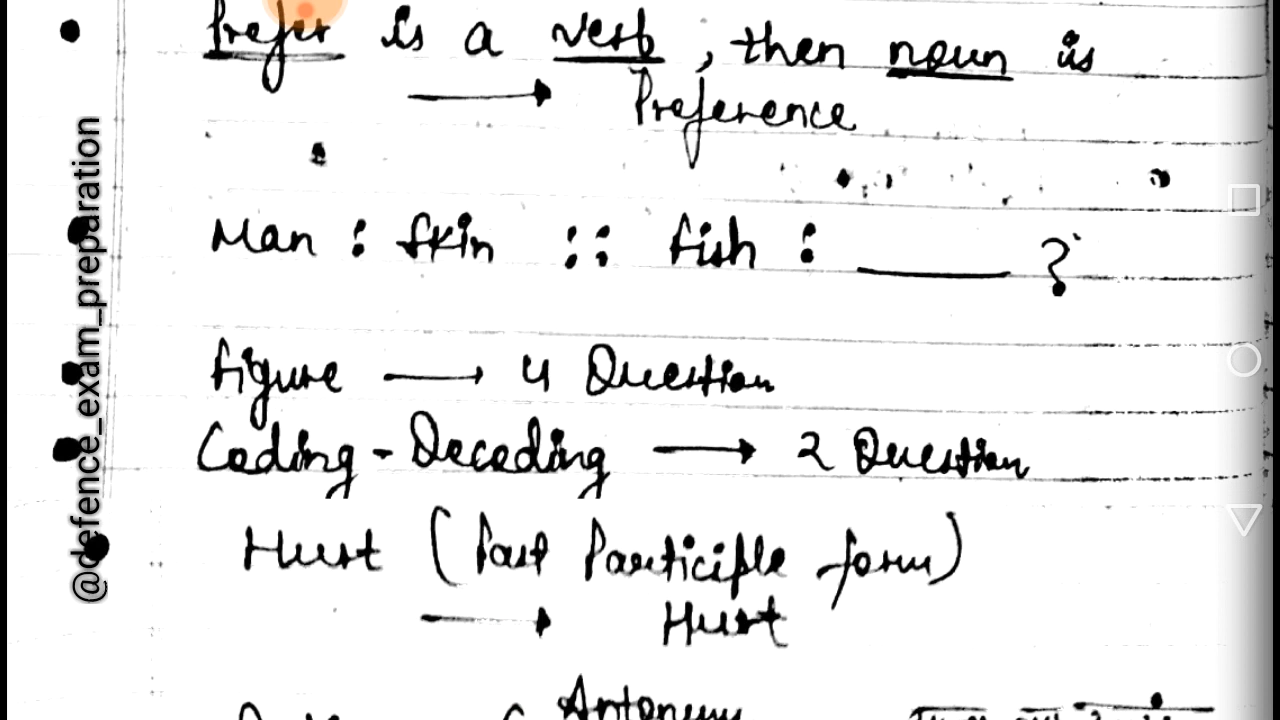 Prefer is a verb, then noun is
→ Preference
Man : Skin :: Fish : ______ ?
Figure → 4 Question
Coding - Decoding → 2 Question
Hurt (Past Participle form)
→ Hurt
Antonym
@defence_exam_preparation